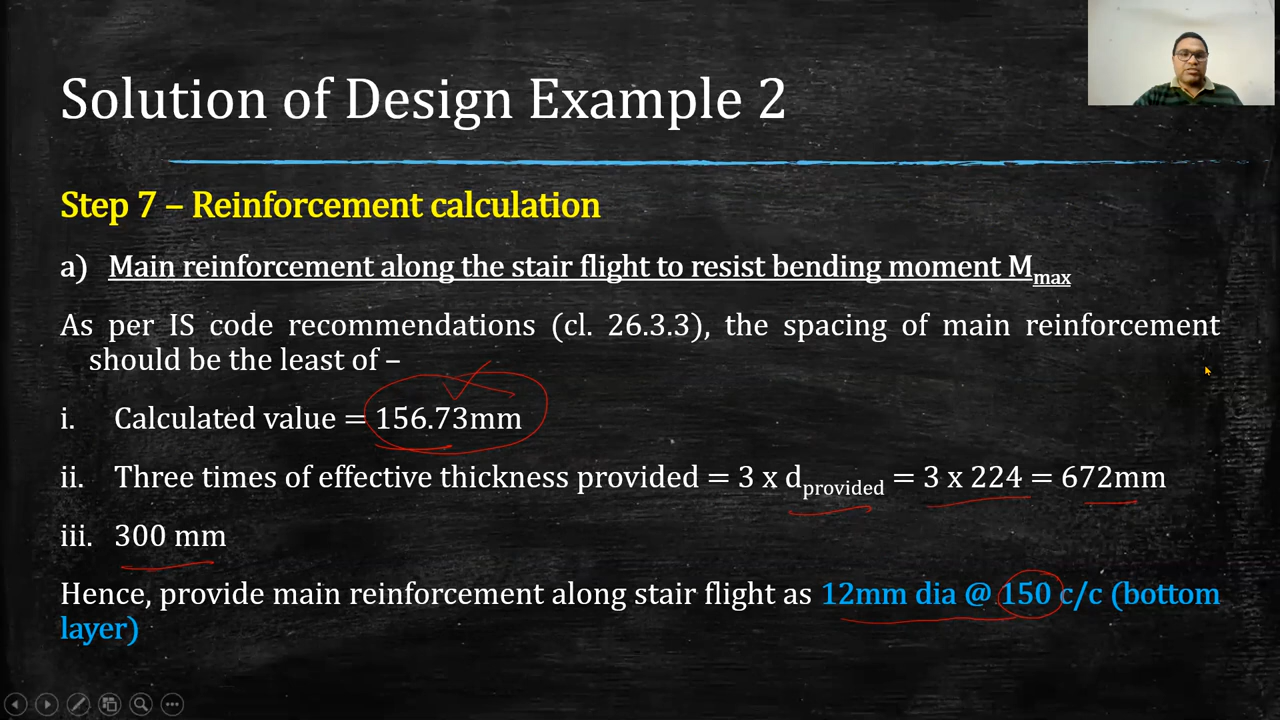 Solution of Design Example 2
Step 7 – Reinforcement calculation
a) Main reinforcement along the stair flight to resist bending moment Mmax
As per IS code recommendations (cl. 26.3.3), the spacing of main reinforcement
should be the least of –
i. Calculated value = 156.73mm
ii. Three times of effective thickness provided = 3 x dprovided = 3 x 224 = 672mm
iii. 300 mm
Hence, provide main reinforcement along stair flight as 12mm dia @ 150 c/c (bottom
layer)